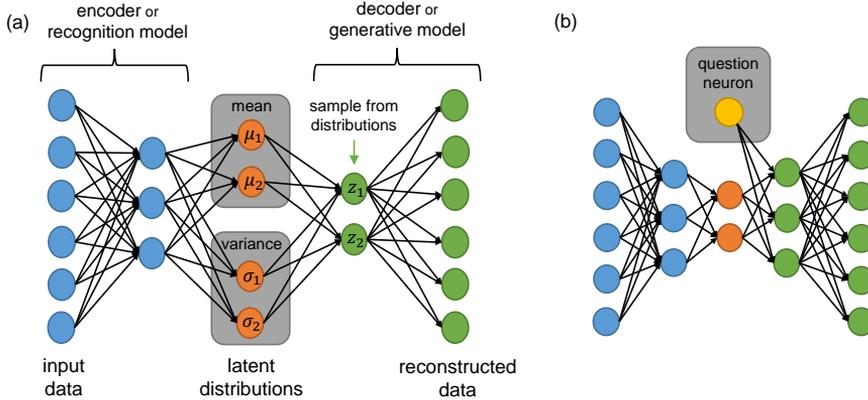 (a)
encoder or
recognition model
decoder or
generative model
mean
μ1
μ2
variance
σ1
σ2
sample from
distributions
z1
z2
input
data
latent
distributions
reconstructed
data
(b)
question
neuron